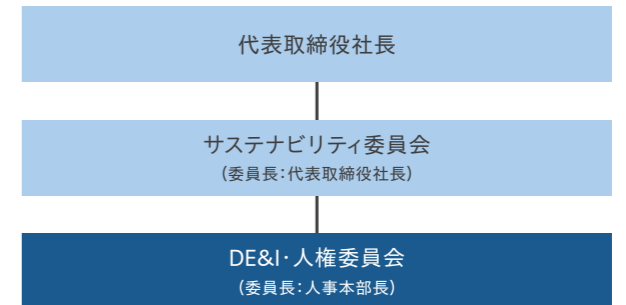 代表取締役社長
サステナビリティ委員会
(委員長:代表取締役社長)
DE&I・人権委員会
(委員長:人事本部長)